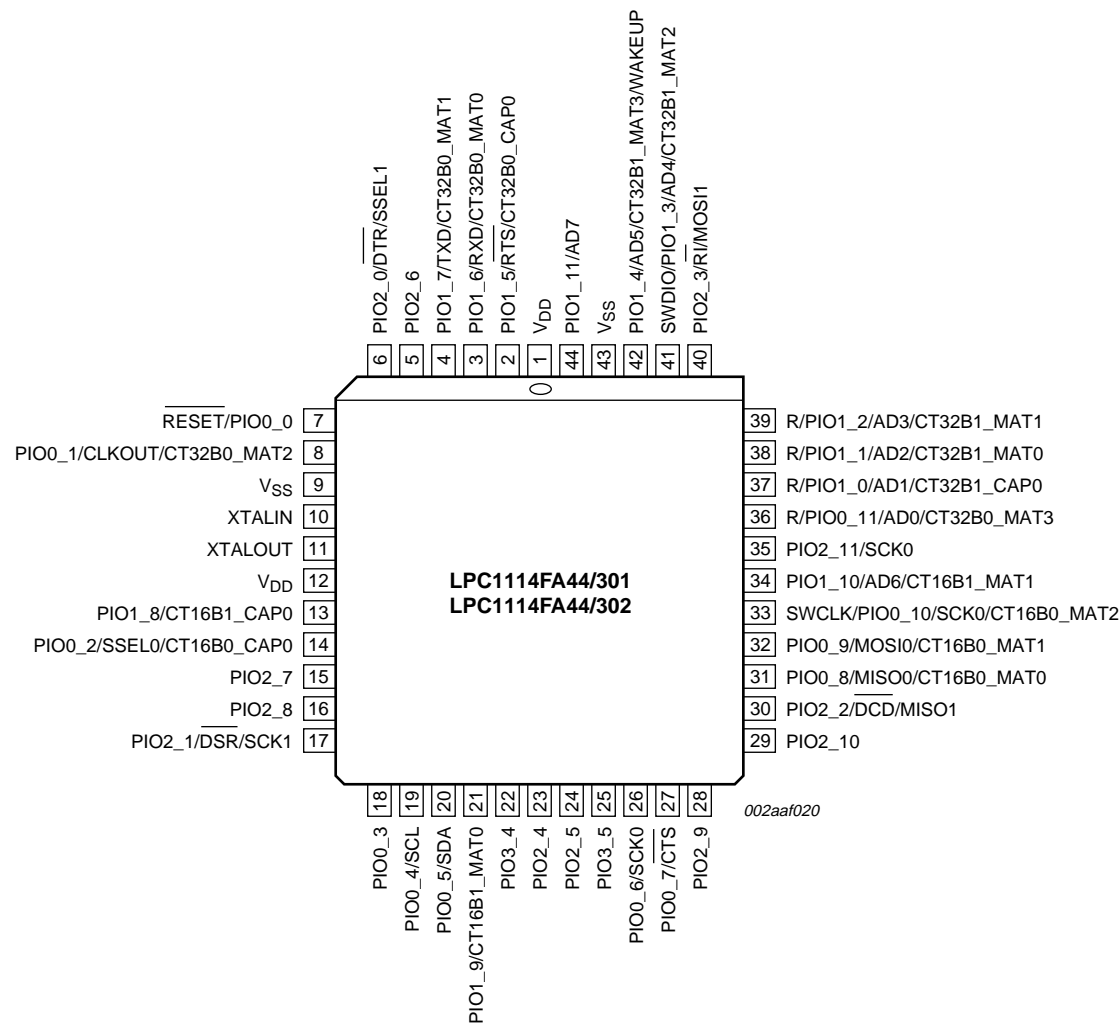 PIO2_0/DTR/SSEL1
PIO2_6
PIO1_7/TXD/CT32B0_MAT1
PIO1_6/RXD/CT32B0_MAT0
PIO1_5/RTS/CT32B0_CAP0
VDD
PIO1_11/AD7
VSS
PIO1_4/AD5/CT32B1_MAT3/WAKEUP
SWDIO/PIO1_3/AD4/CT32B1_MAT2
PIO2_3/RI/MOSI1
6
5
4
3
2
1
44
43
42
41
40
RESET/PIO0_0 7
PIO0_1/CLKOUT/CT32B0_MAT2 8
VSS 9
XTALIN 10
XTALOUT 11
VDD 12
PIO1_8/CT16B1_CAP0 13
PIO0_2/SSEL0/CT16B0_CAP0 14
PIO2_7 15
PIO2_8 16
PIO2_1/DSR/SCK1 17
LPC1114FA44/301
LPC1114FA44/302
39 R/PIO1_2/AD3/CT32B1_MAT1
38 R/PIO1_1/AD2/CT32B1_MAT0
37 R/PIO1_0/AD1/CT32B1_CAP0
36 R/PIO0_11/AD0/CT32B0_MAT3
35 PIO2_11/SCK0
34 PIO1_10/AD6/CT16B1_MAT1
33 SWCLK/PIO0_10/SCK0/CT16B0_MAT2
32 PIO0_9/MOSI0/CT16B0_MAT1
31 PIO0_8/MISO0/CT16B0_MAT0
30 PIO2_2/DCD/MISO1
29 PIO2_10
18
19
20
21
22
23
24
25
26
27
28
PIO0_3
PIO0_4/SCL
PIO0_5/SDA
PIO1_9/CT16B1_MAT0
PIO3_4
PIO2_4
PIO2_5
PIO3_5
PIO0_6/SCK0
PIO0_7/CTS
PIO2_9
002aaf020